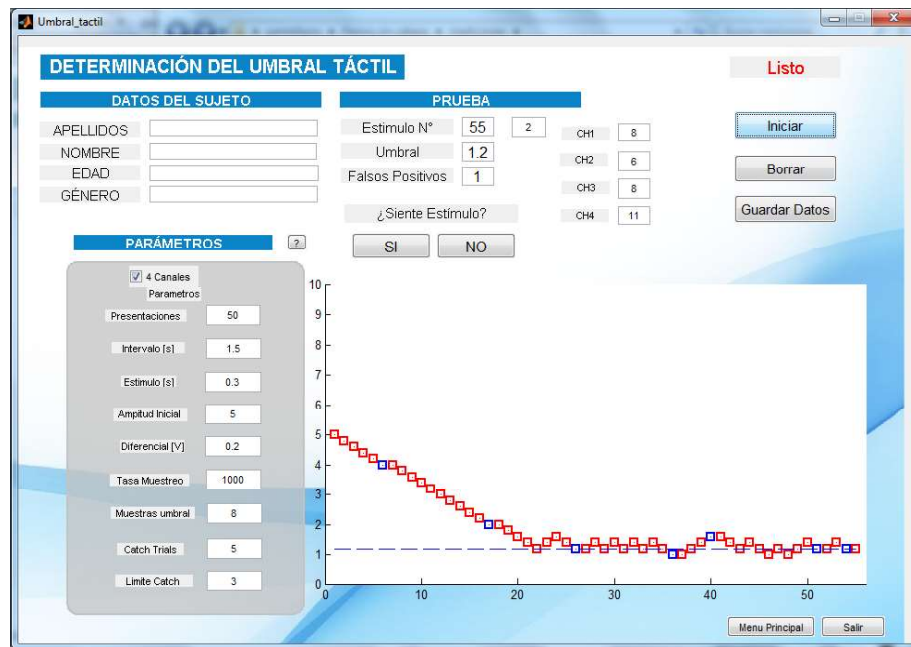 Umbral_tactil
DETERMINACIÓN DEL UMBRAL TÁCTIL
Listo
DATOS DEL SUJETO
APELLIDOS
NOMBRE
EDAD
GÉNERO
PRUEBA
Estimulo N° 55 2
Umbral 1.2
Falsos Positivos 1
¿Siente Estímulo?
SI NO
CH1 8
CH2 6
CH3 8
CH4 11
Iniciar
Borrar
Guardar Datos
PARÁMETROS ?
4 Canales
Parametros
Presentaciones 50
Intervalo [s] 1.5
Estimulo [s] 0.3
Ampitud Inicial 5
Diferencial [V] 0.2
Tasa Muestreo 1000
Muestras umbral 8
Catch Trials 5
Limite Catch 3
10
9
8
7
6
5
4
3
2
1
0
0 10 20 30 40 50
Menu Principal Salir